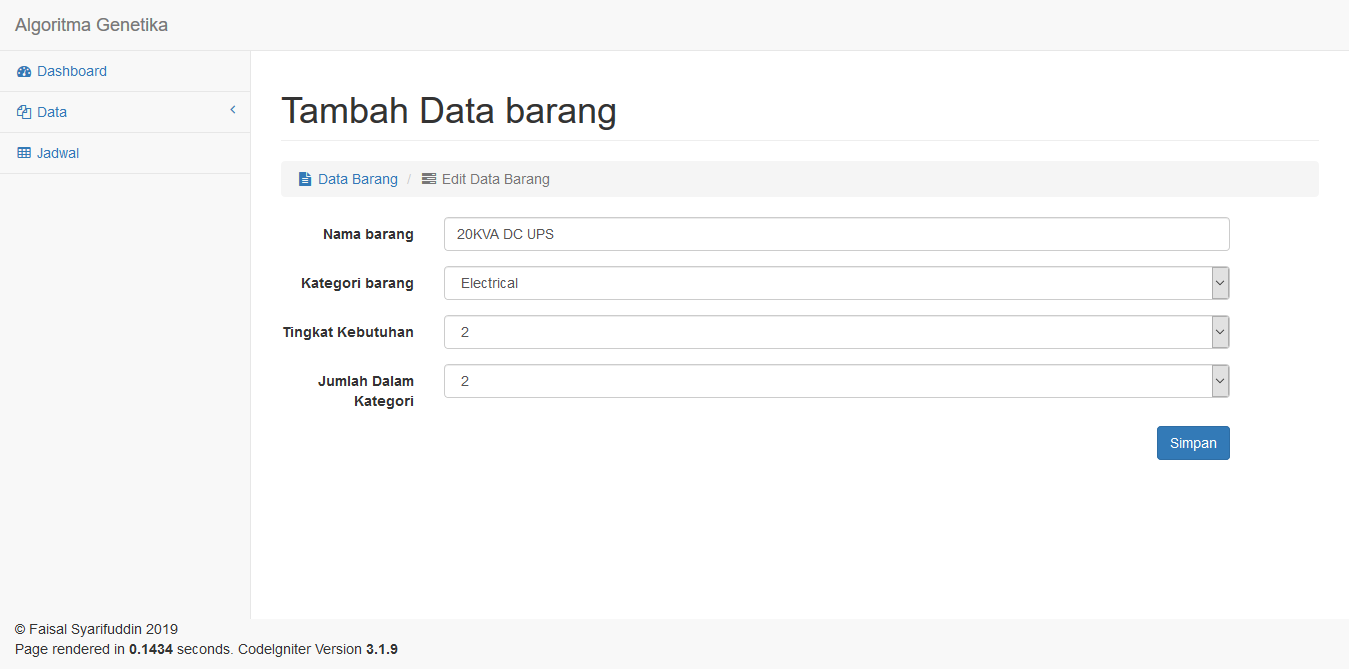 Algoritma Genetika
Dashboard
Data
Jadwal
Tambah Data barang
Data Barang / Edit Data Barang
Nama barang
20KVA DC UPS
Kategori barang
Electrical
Tingkat Kebutuhan
2
Jumlah Dalam
Kategori
2
Simpan
© Faisal Syarifuddin 2019
Page rendered in 0.1434 seconds. CodeIgniter Version 3.1.9